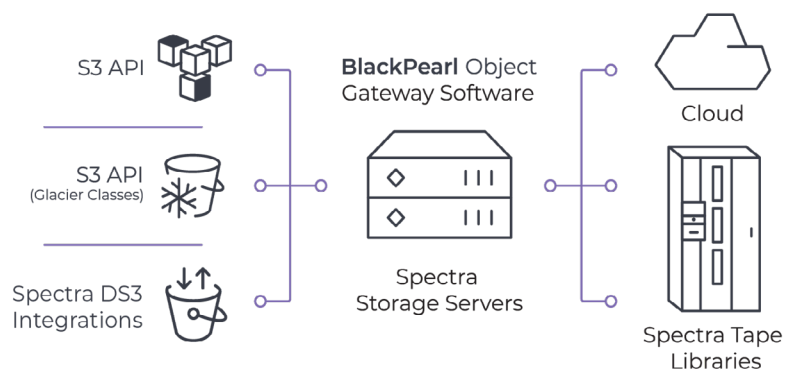 S3 API
S3 API
(Glacier Classes)
Spectra DS3
Integrations
BlackPearl Object
Gateway Software
Spectra
Storage Servers
Cloud
Spectra Tape
Libraries